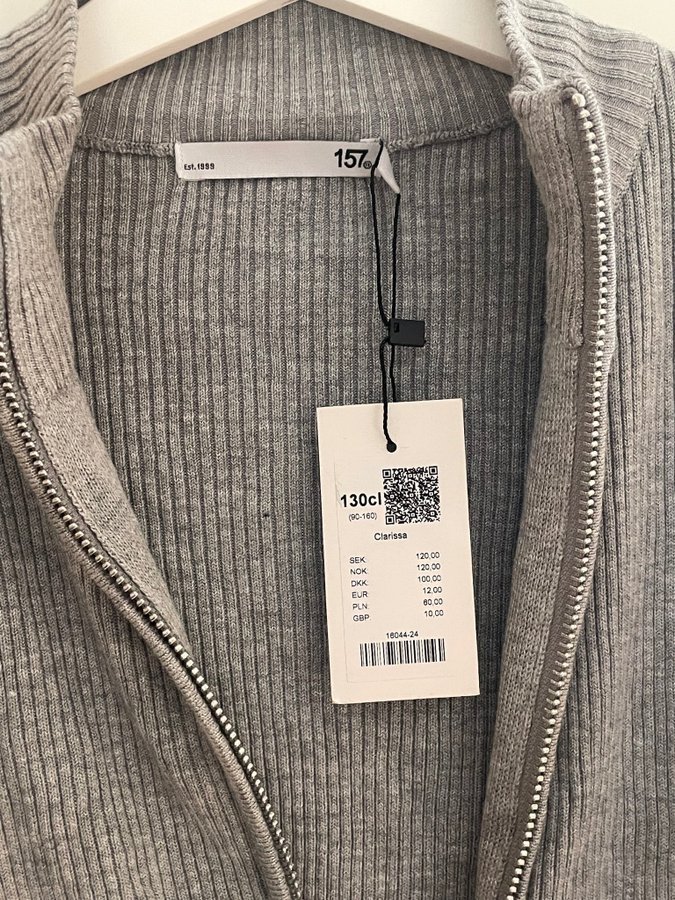 Est. 1999
157
130cl
(90-160)
Clarissa
SEK: 120,00
NOK: 120,00
DKK: 100,00
EUR: 12,00
PLN: 60,00
GBP: 10,00
16044-24